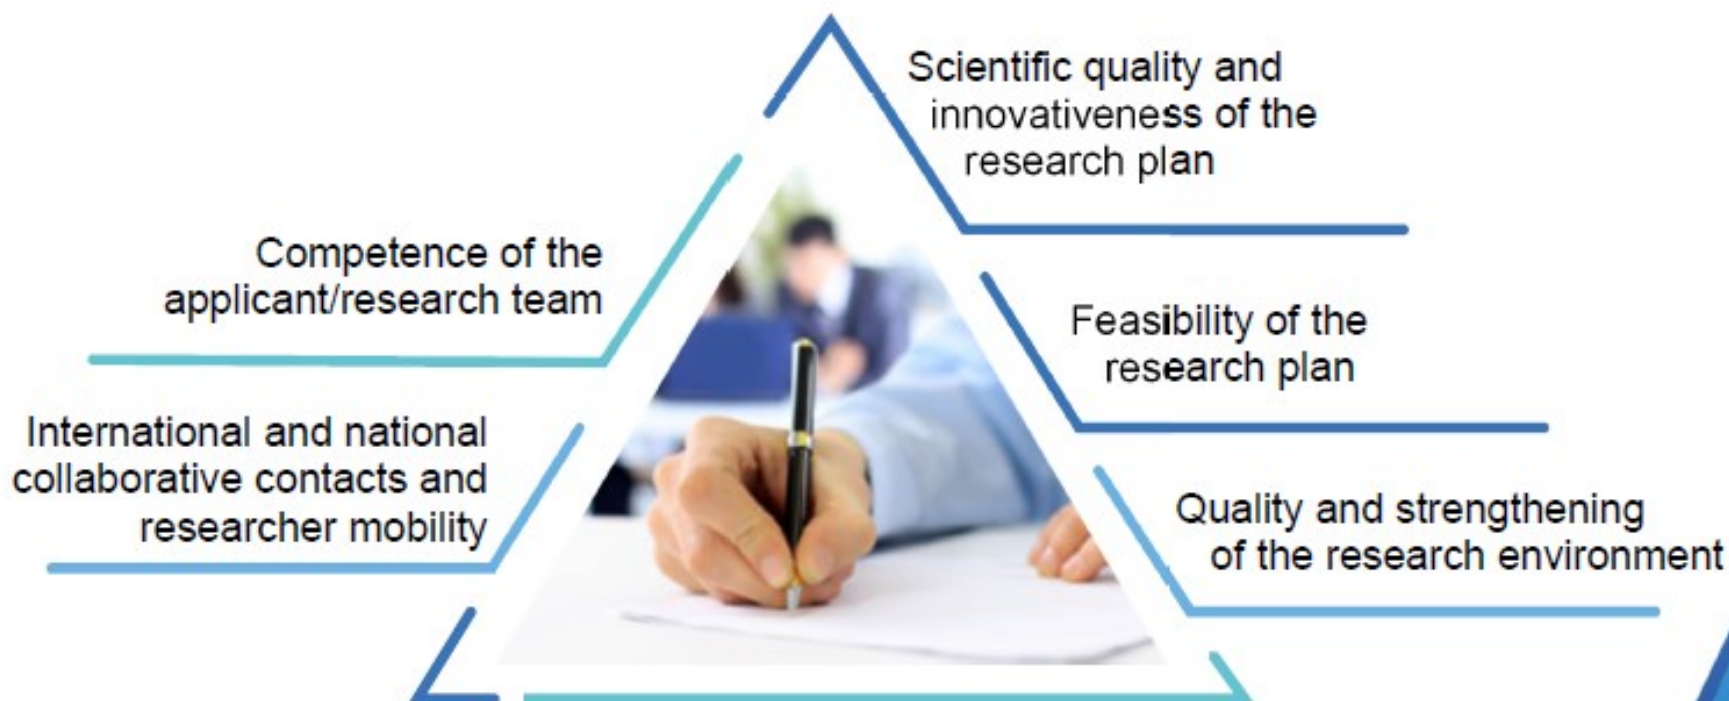 Scientific quality and
innovativeness of the
research plan
Competence of the
applicant/research team
Feasibility of the
research plan
International and national
collaborative contacts and
researcher mobility
Quality and strengthening
of the research environment